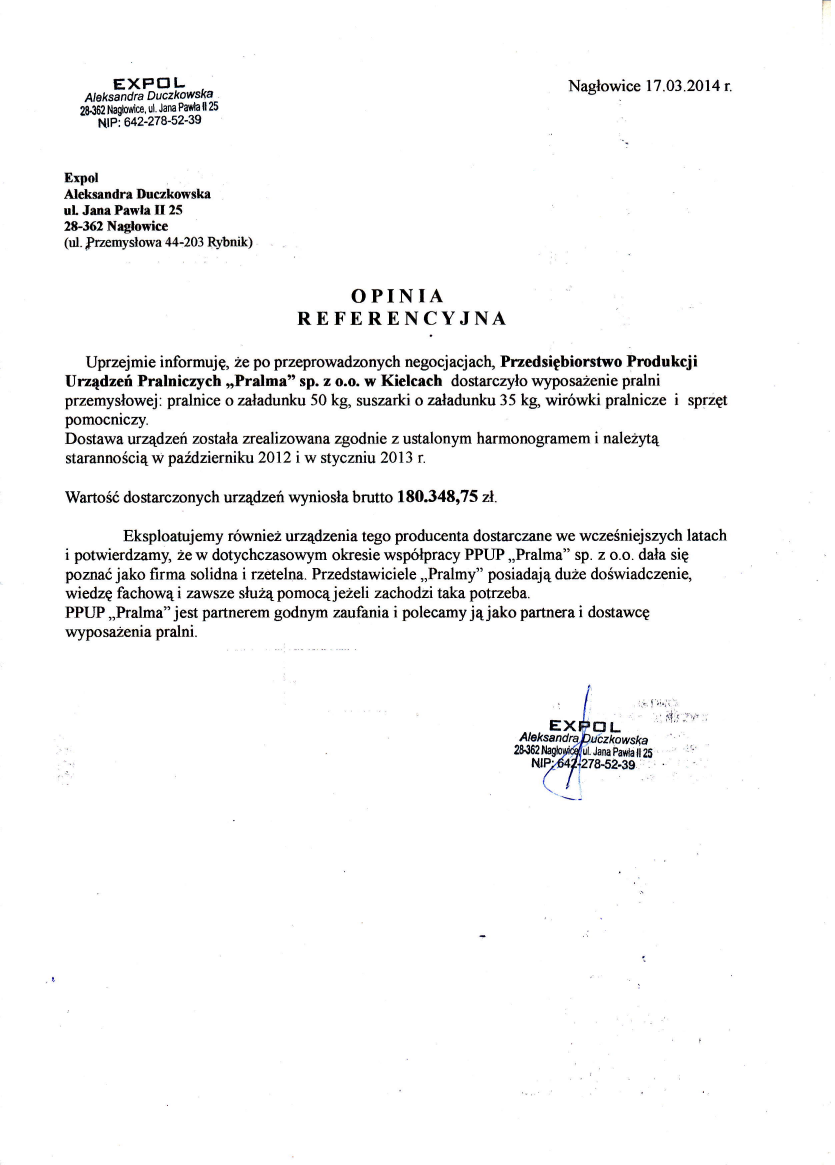 EXPOL
Aleksandra Duczkowska
28-362 Nagłowice, ul. Jana Pawła II 25
NIP: 642-278-52-39
Nagłowice 17.03.2014 r.
Expol
Aleksandra Duczkowska
ul. Jana Pawła II 25
28-362 Nagłowice
(ul. Przemysłowa 44-203 Rybnik)
OPINIA
REFERENCYJNA
Uprzejmie informuję, że po przeprowadzonych negocjacjach, Przedsiębiorstwo Produkcji
Urządzeń Pralniczych „Pralma” sp. z o.o. w Kielcach dostarczyło wyposażenie pralni
przemysłowej: pralnice o załadunku 50 kg, suszarki o załadunku 35 kg, wirówki pralnicze i sprzęt
pomocniczy.
Dostawa urządzeń została zrealizowana zgodnie z ustalonym harmonogramem i należytą
starannością w październiku 2012 i w styczniu 2013 r.
Wartość dostarczonych urządzeń wyniosła brutto 180.348,75 zł.
Eksploatujemy również urządzenia tego producenta dostarczane we wcześniejszych latach
i potwierdzamy, że w dotychczasowym okresie współpracy PPUP „Pralma” sp. z o.o. dała się
poznać jako firma solidna i rzetelna. Przedstawiciele „Pralmy” posiadają duże doświadczenie,
wiedzę fachową i zawsze służą pomocą jeżeli zachodzi taka potrzeba.
PPUP „Pralma” jest partnerem godnym zaufania i polecamy ją jako partnera i dostawcę
wyposażenia pralni.
EXPOL
Aleksandra Duczkowska
28-362 Nagłowice, ul. Jana Pawła II 25
NIP: 642-278-52-39